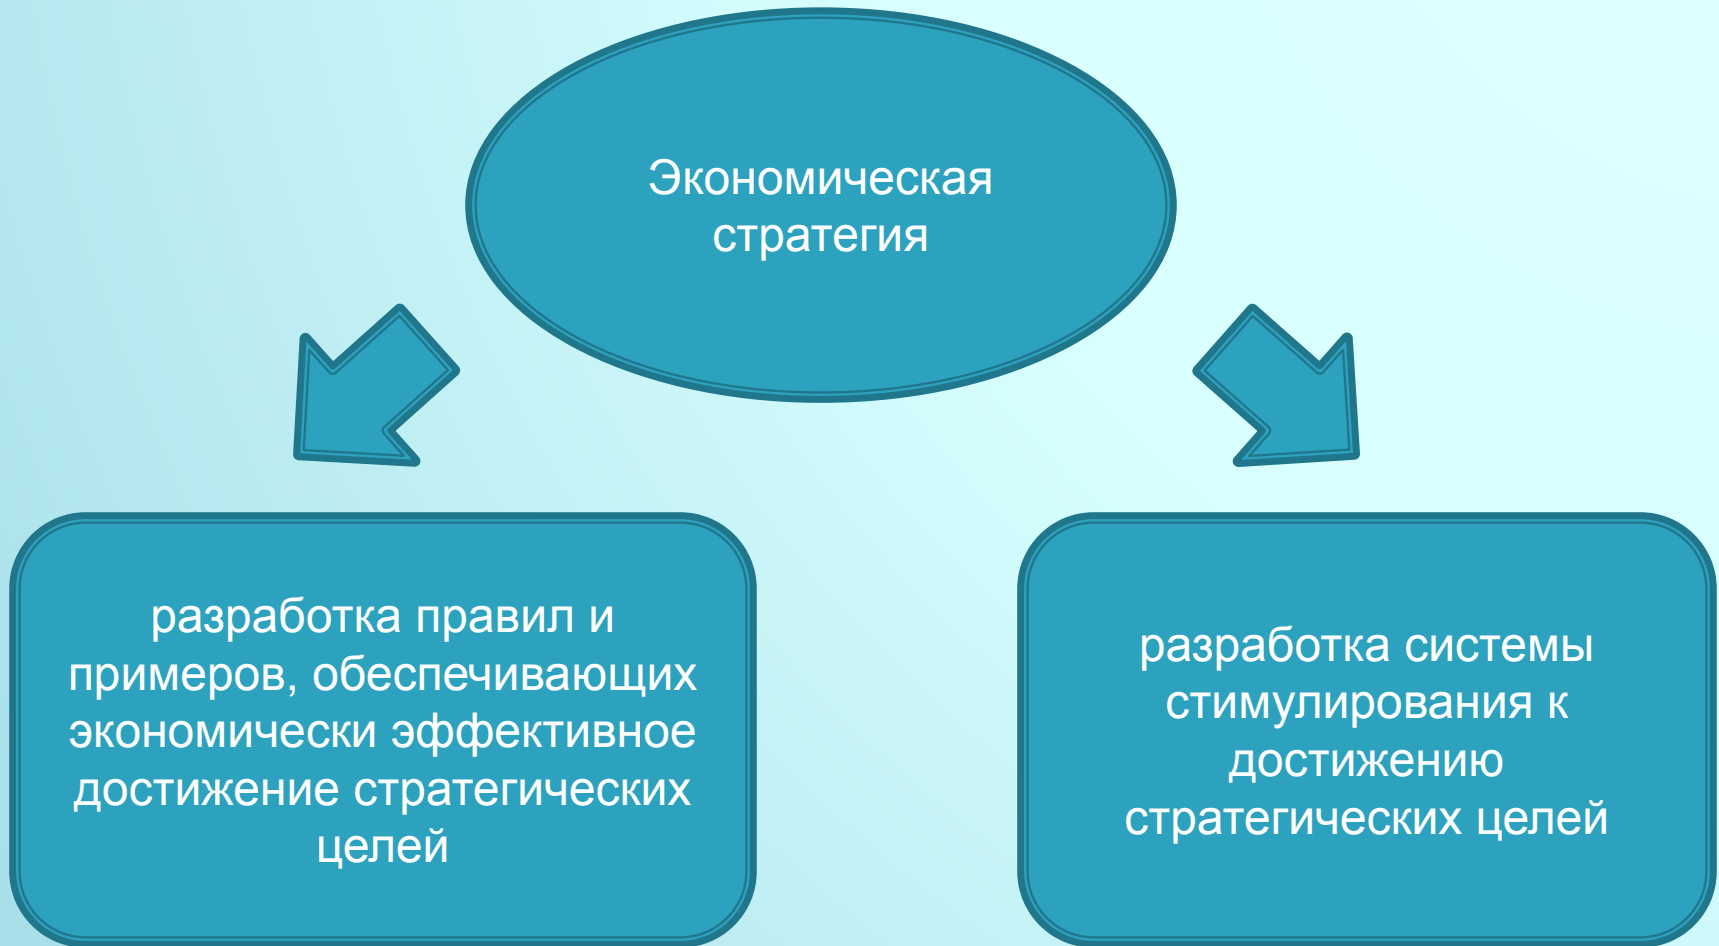 Экономическая
стратегия
разработка правил и
примеров, обеспечивающих
экономически эффективное
достижение стратегических
целей
разработка системы
стимулирования к
достижению
стратегических целей